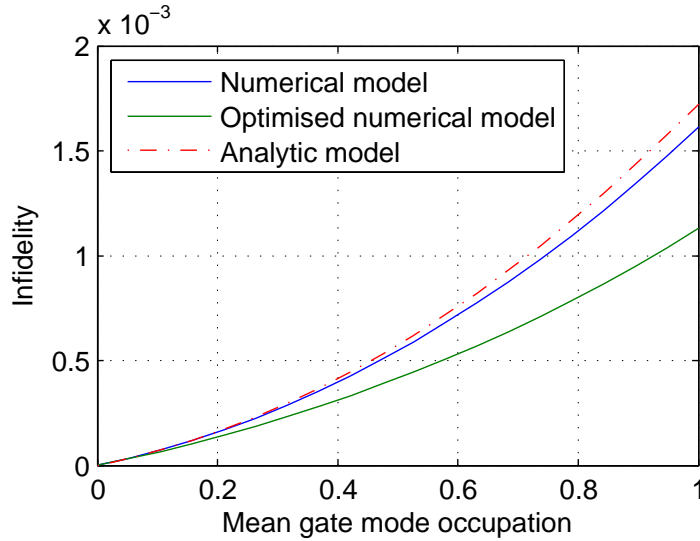 x 10⁻³
2
Numerical model
Optimised numerical model
Analytic model
1.5
1
0.5
0
Infidelity
0 0.2 0.4 0.6 0.8 1
Mean gate mode occupation